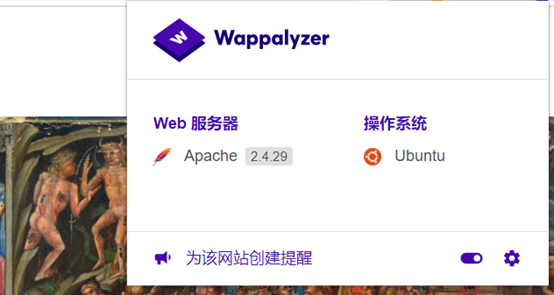 Wappalyzer
Web 服务器
操作系统
Apache 2.4.29
Ubuntu
为该网站创建提醒